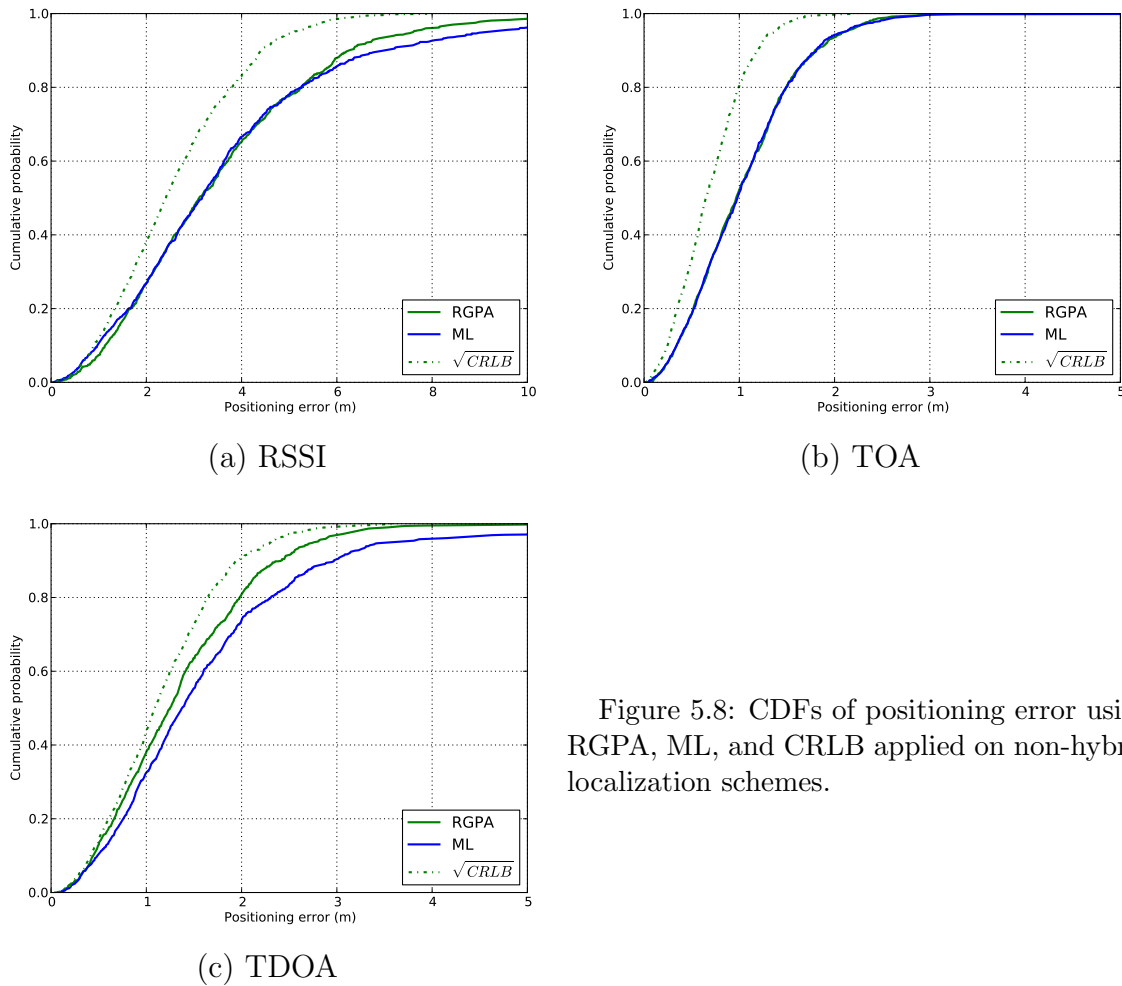 1.0
0.8
0.6
0.4
0.2
0.0
Cumulative probability
0 2 4 6 8 10
Positioning error (m)
RGPA
ML
√CRLB
(a) RSSI
1.0
0.8
0.6
0.4
0.2
0.0
Cumulative probability
0 1 2 3 4 5
Positioning error (m)
RGPA
ML
√CRLB
(b) TOA
1.0
0.8
0.6
0.4
0.2
0.0
Cumulative probability
0 1 2 3 4 5
Positioning error (m)
RGPA
ML
√CRLB
(c) TDOA
Figure 5.8: CDFs of positioning error usi
RGPA, ML, and CRLB applied on non-hybr
localization schemes.